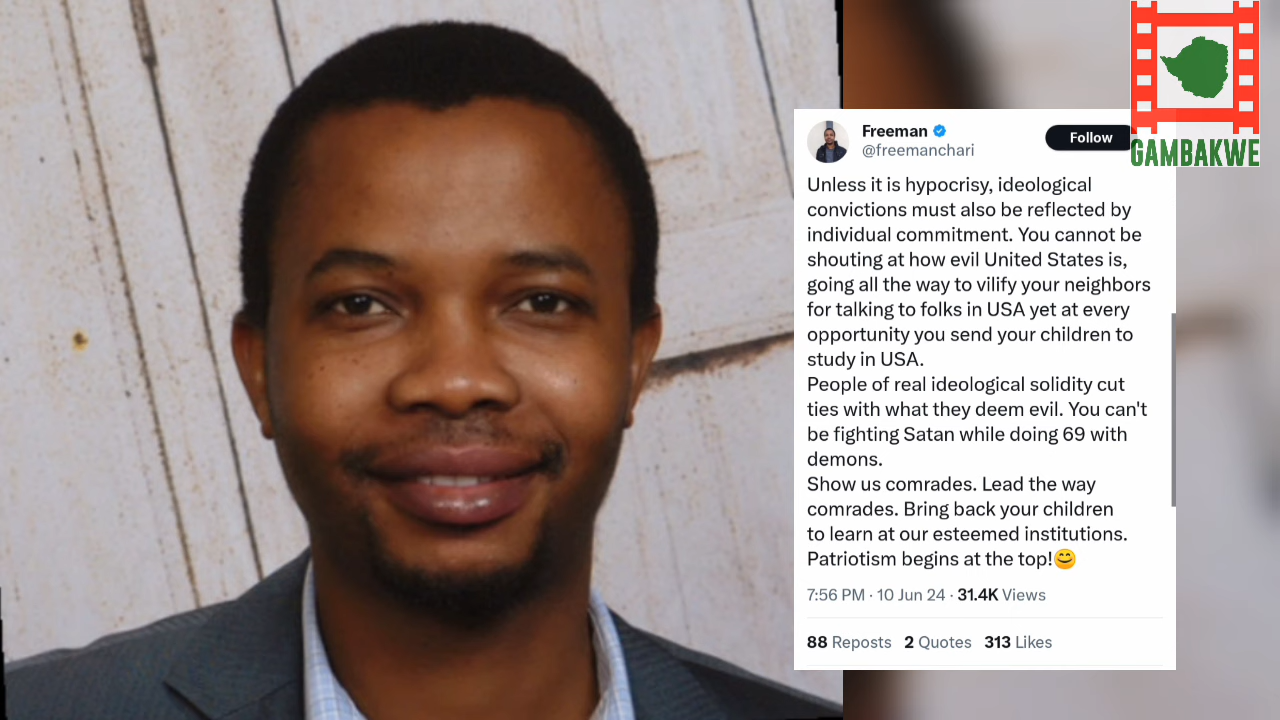 GAMBAKWE
Freeman
@freemanchari
Follow
Unless it is hypocrisy, ideological
convictions must also be reflected by
individual commitment. You cannot be
shouting at how evil United States is,
going all the way to vilify your neighbors
for talking to folks in USA yet at every
opportunity you send your children to
study in USA.
People of real ideological solidity cut
ties with what they deem evil. You can't
be fighting Satan while doing 69 with
demons.
Show us comrades. Lead the way
comrades. Bring back your children
to learn at our esteemed institutions.
Patriotism begins at the top!😊
7:56 PM · 10 Jun 24 · 31.4K Views
88 Reposts 2 Quotes 313 Likes